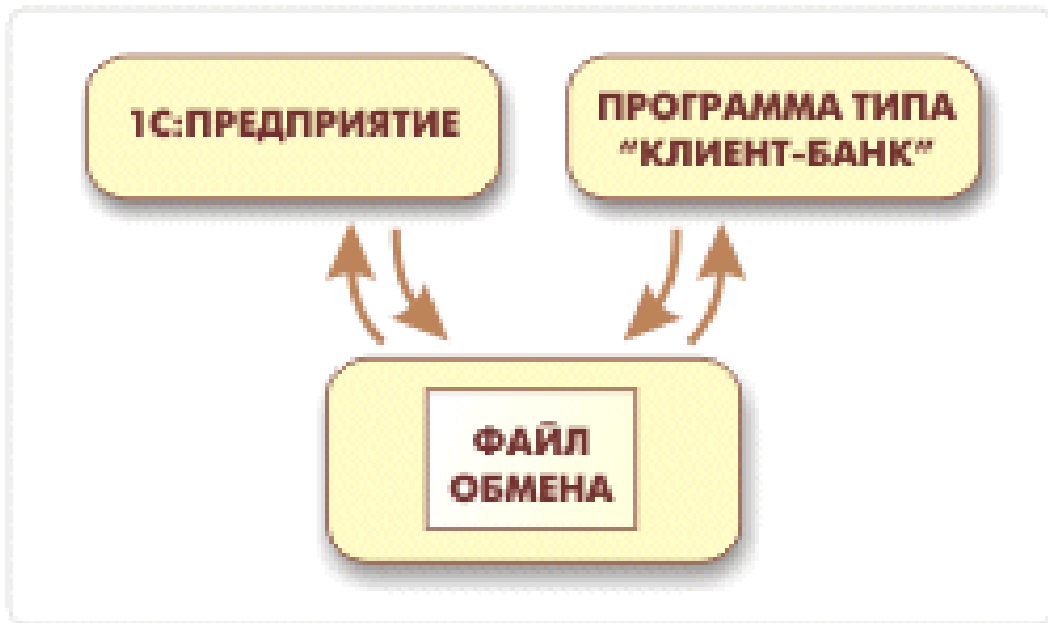 1С:ПРЕДПРИЯТИЕ
ПРОГРАММА ТИПА
“КЛИЕНТ-БАНК”
ФАЙЛ
ОБМЕНА